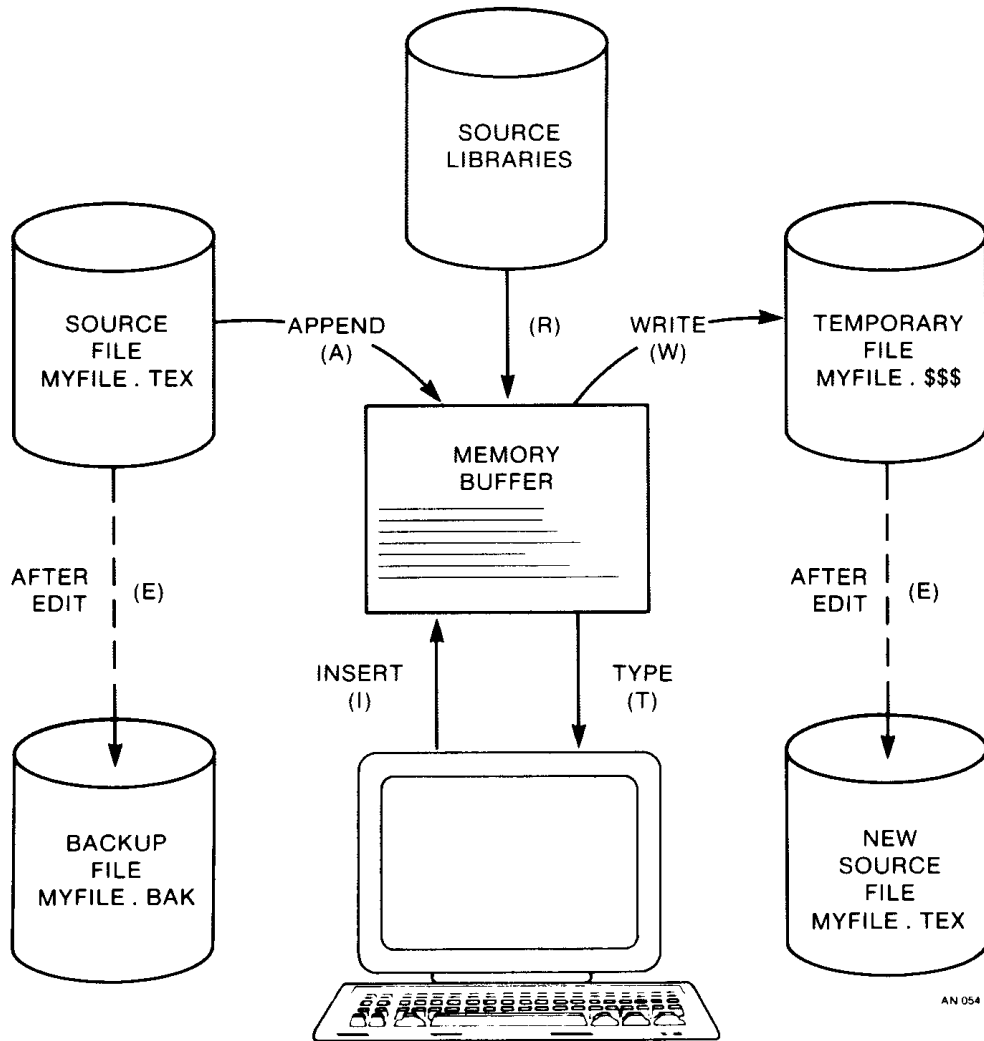 SOURCE
LIBRARIES
SOURCE
FILE
MYFILE . TEX
APPEND
(A)
(R)
WRITE
(W)
TEMPORARY
FILE
MYFILE . $$$
MEMORY
BUFFER
AFTER
EDIT
(E)
INSERT
(I)
TYPE
(T)
AFTER
EDIT
(E)
BACKUP
FILE
MYFILE . BAK
NEW
SOURCE
FILE
MYFILE . TEX
AN 054